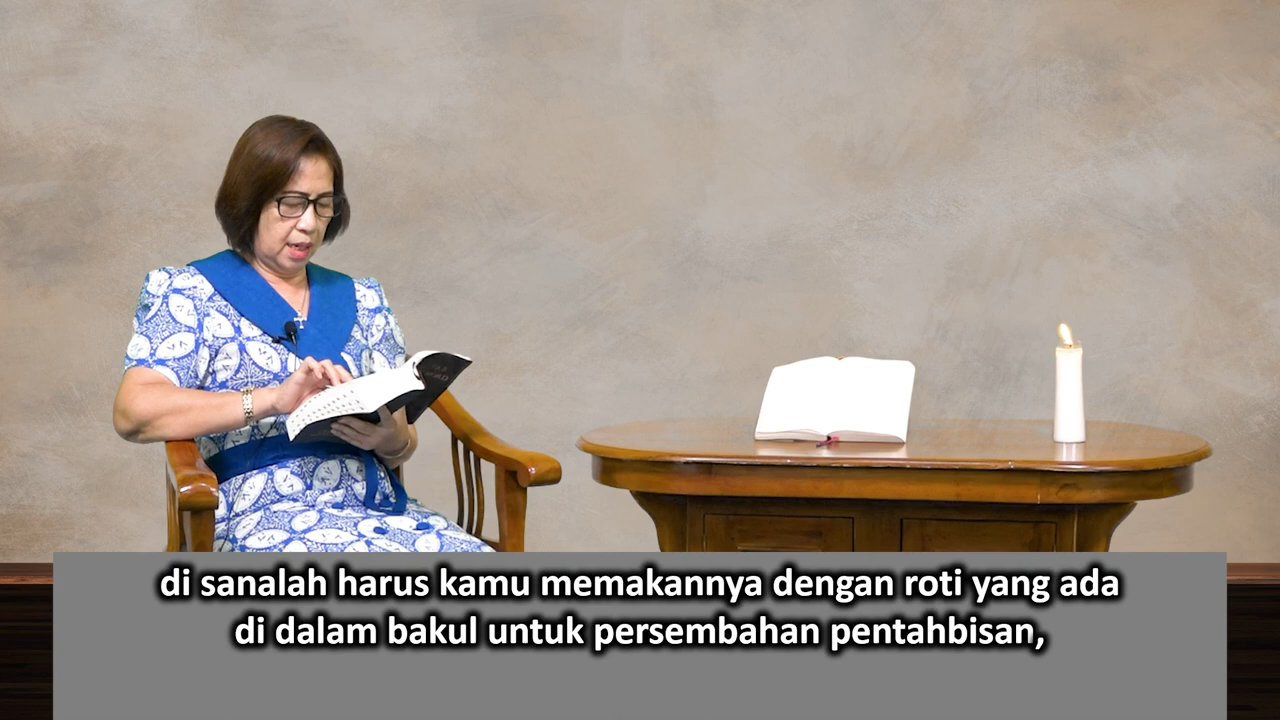 di sanalah harus kamu memakannya dengan roti yang ada
di dalam bakul untuk persembahan pentahbisan,